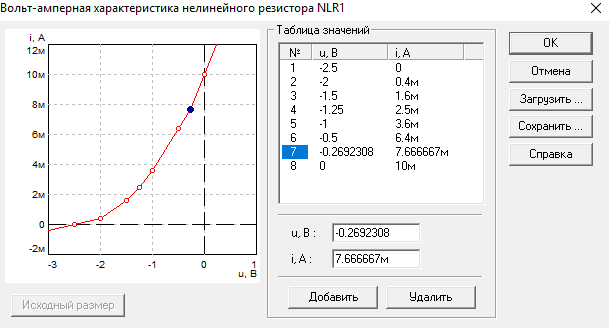 Вольт-амперная характеристика нелинейного резистора NLR1
i, А
12м
10м
8м
6м
4м
2м
0
-2м
-3 -2 -1 0 1
u, В
Исходный размер
Таблица значений
№ u, В i, А
1 -2.5 0
2 -2 0.4м
3 -1.5 1.6м
4 -1.25 2.5м
5 -1 3.6м
6 -0.5 6.4м
7 -0.2692308 7.666667м
8 0 10м
u, В : -0.2692308
i, А : 7.666667м
Добавить Удалить
OK
Отмена
Загрузить ...
Сохранить ...
Справка